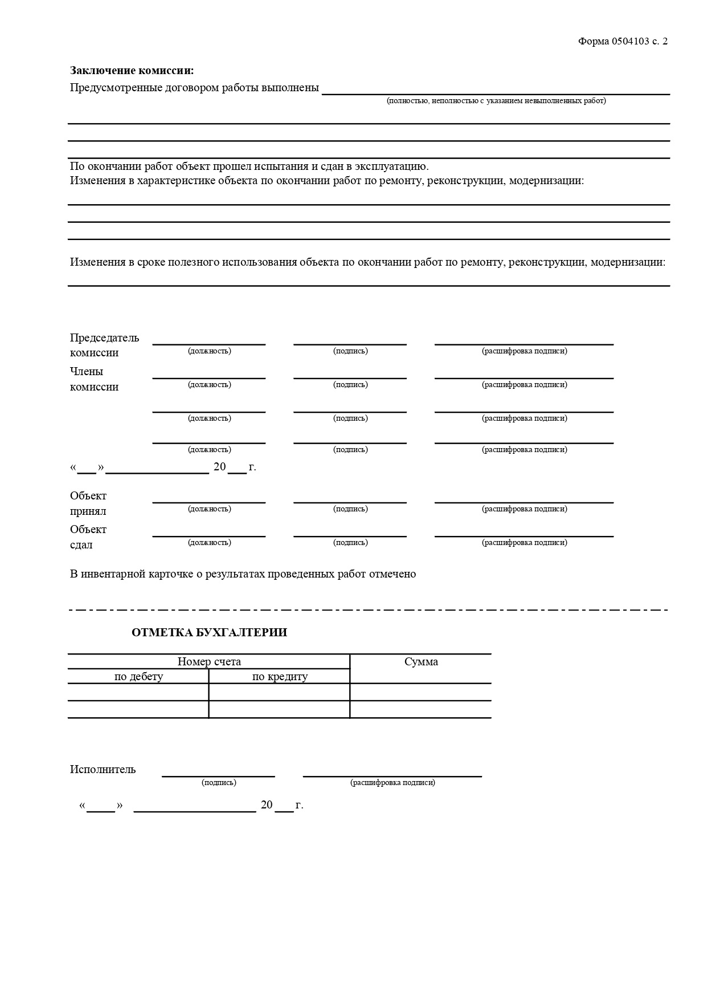 Форма 0504103 с. 2
Заключение комиссии:
Предусмотренные договором работы выполнены
(полностью, неполностью с указанием невыполненных работ)
По окончании работ объект прошел испытания и сдан в эксплуатацию.
Изменения в характеристике объекта по окончании работ по ремонту, реконструкции, модернизации:
Изменения в сроке полезного использования объекта по окончании работ по ремонту, реконструкции, модернизации:
Председатель
комиссии (должность) (подпись) (расшифровка подписи)
Члены
комиссии (должность) (подпись) (расшифровка подписи)
(должность) (подпись) (расшифровка подписи)
(должность) (подпись) (расшифровка подписи)
«___»__________ 20___г.
Объект
принял (должность) (подпись) (расшифровка подписи)
Объект
сдал (должность) (подпись) (расшифровка подписи)
В инвентарной карточке о результатах проведенных работ отмечено
ОТМЕТКА БУХГАЛТЕРИИ
Номер счета Сумма
по дебету по кредиту
Исполнитель
(подпись) (расшифровка подписи)
«____» __________ 20___г.